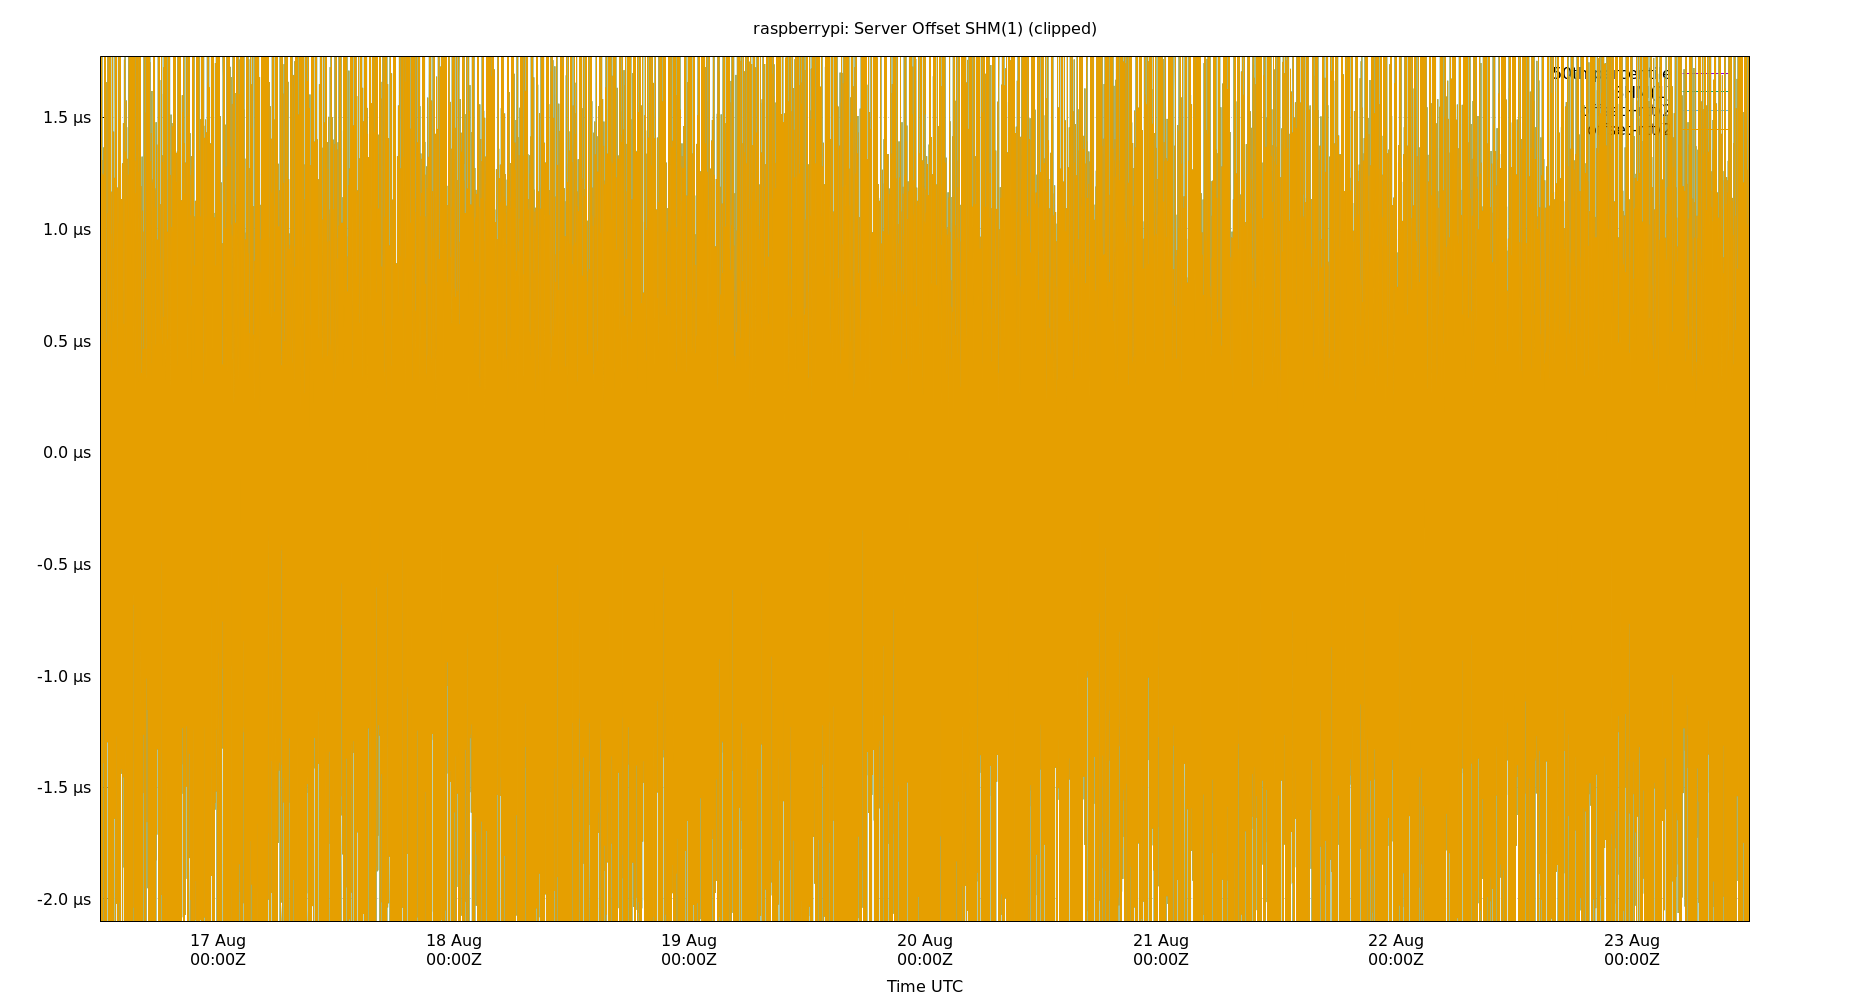 raspberrypi: Server Offset SHM(1) (clipped)
50th percentile
1.5 µs
1.0 µs
0.5 µs
0.0 µs
-0.5 µs
-1.0 µs
-1.5 µs
-2.0 µs
17 Aug 18 Aug 19 Aug 20 Aug 21 Aug 22 Aug 23 Aug
00:00Z 00:00Z 00:00Z 00:00Z 00:00Z 00:00Z 00:00Z
Time UTC